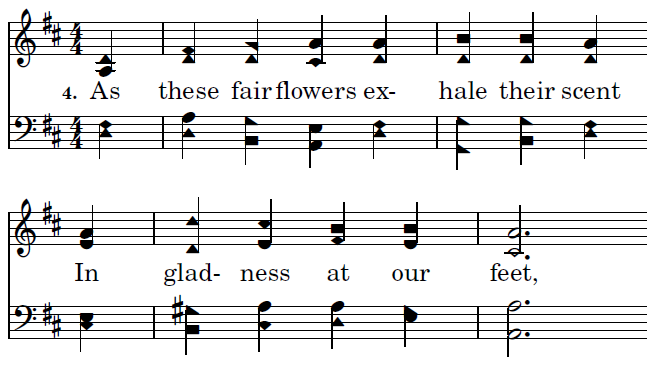 4. As these fair flowers ex- hale their scent
In glad- ness at our feet,